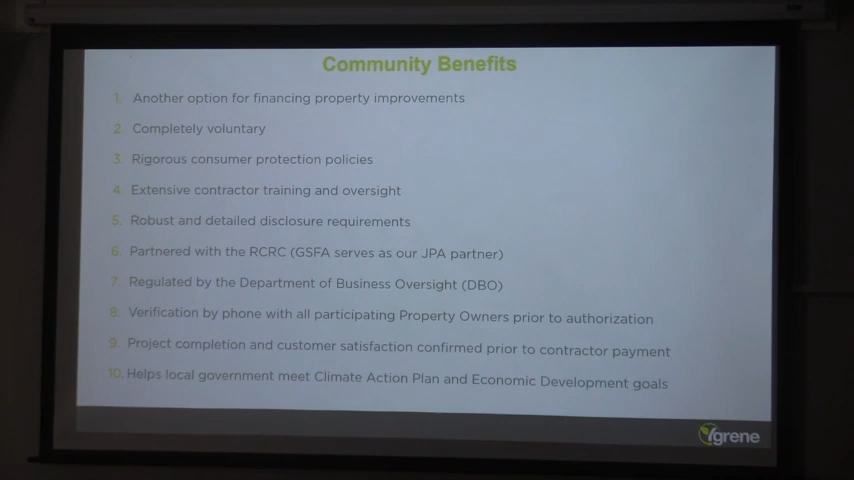 Community Benefits
1. Another option for financing property improvements
2. Completely voluntary
3. Rigorous consumer protection policies
4. Extensive contractor training and oversight
5. Robust and detailed disclosure requirements
6. Partnered with the RCRC (GSFA serves as our JPA partner)
7. Regulated by the Department of Business Oversight (DBO)
8. Verification by phone with all participating Property Owners prior to authorization
9. Project completion and customer satisfaction confirmed prior to contractor payment
10. Helps local government meet Climate Action Plan and Economic Development goals
Ygrene